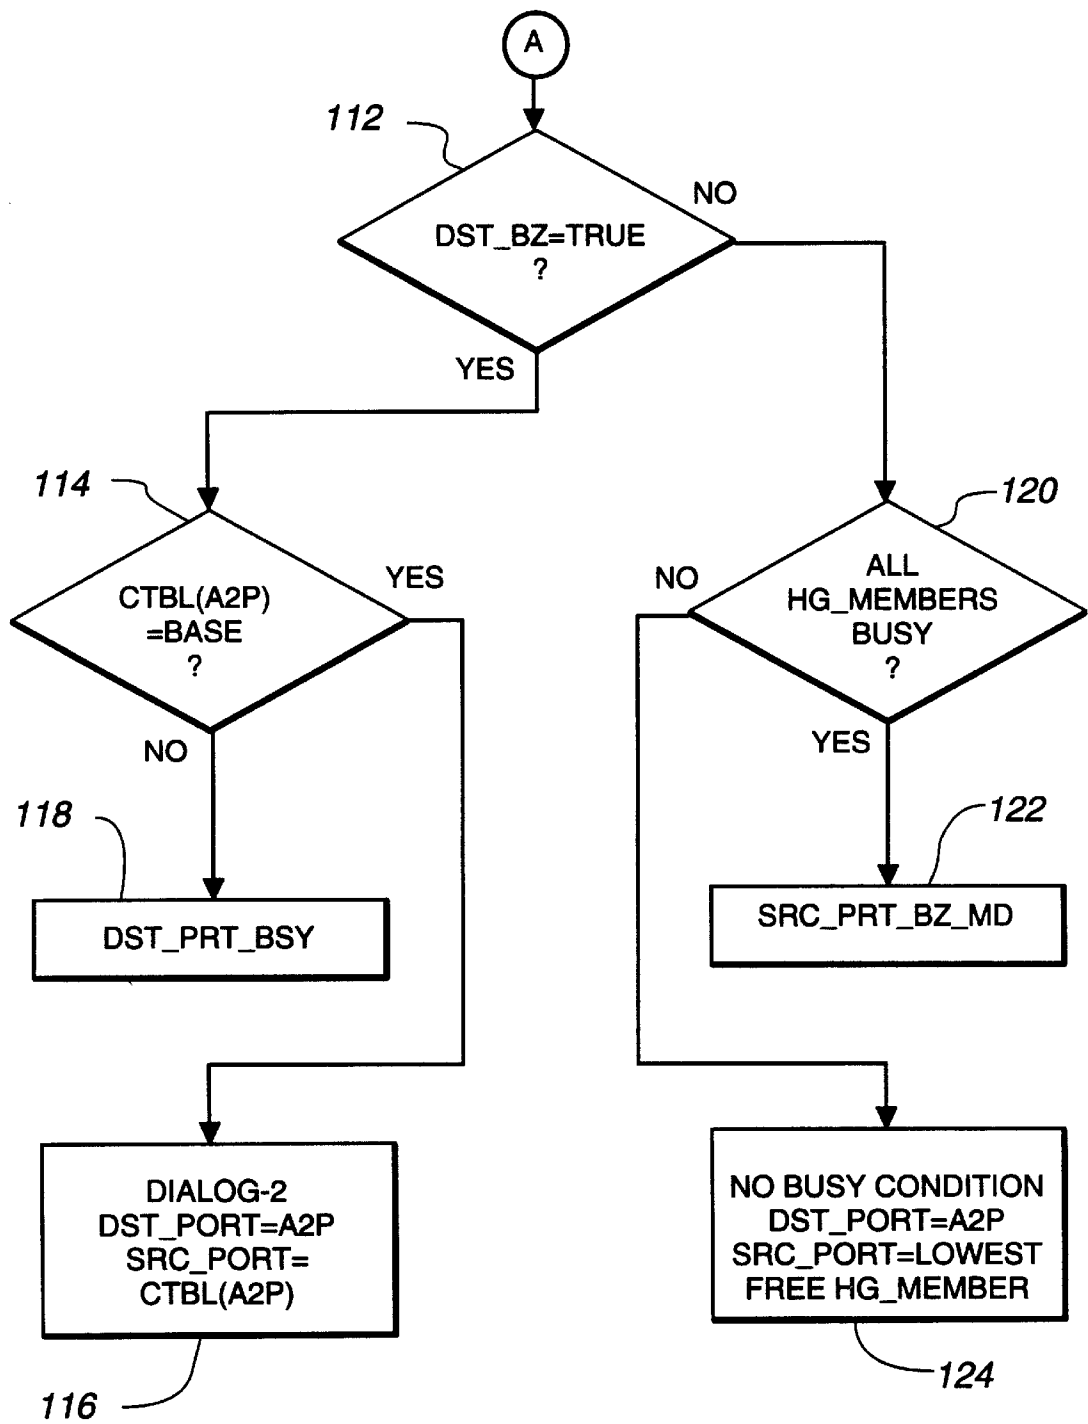 A
112
NO
DST_BZ=TRUE
?
YES
114
CTBL(A2P)
=BASE
?
YES
NO
118
DST_PRT_BSY
DIALOG-2
DST_PORT=A2P
SRC_PORT=
CTBL(A2P)
116
120
ALL
HG_MEMBERS
BUSY
?
NO
YES
122
SRC_PRT_BZ_MD
NO BUSY CONDITION
DST_PORT=A2P
SRC_PORT=LOWEST
FREE HG_MEMBER
124